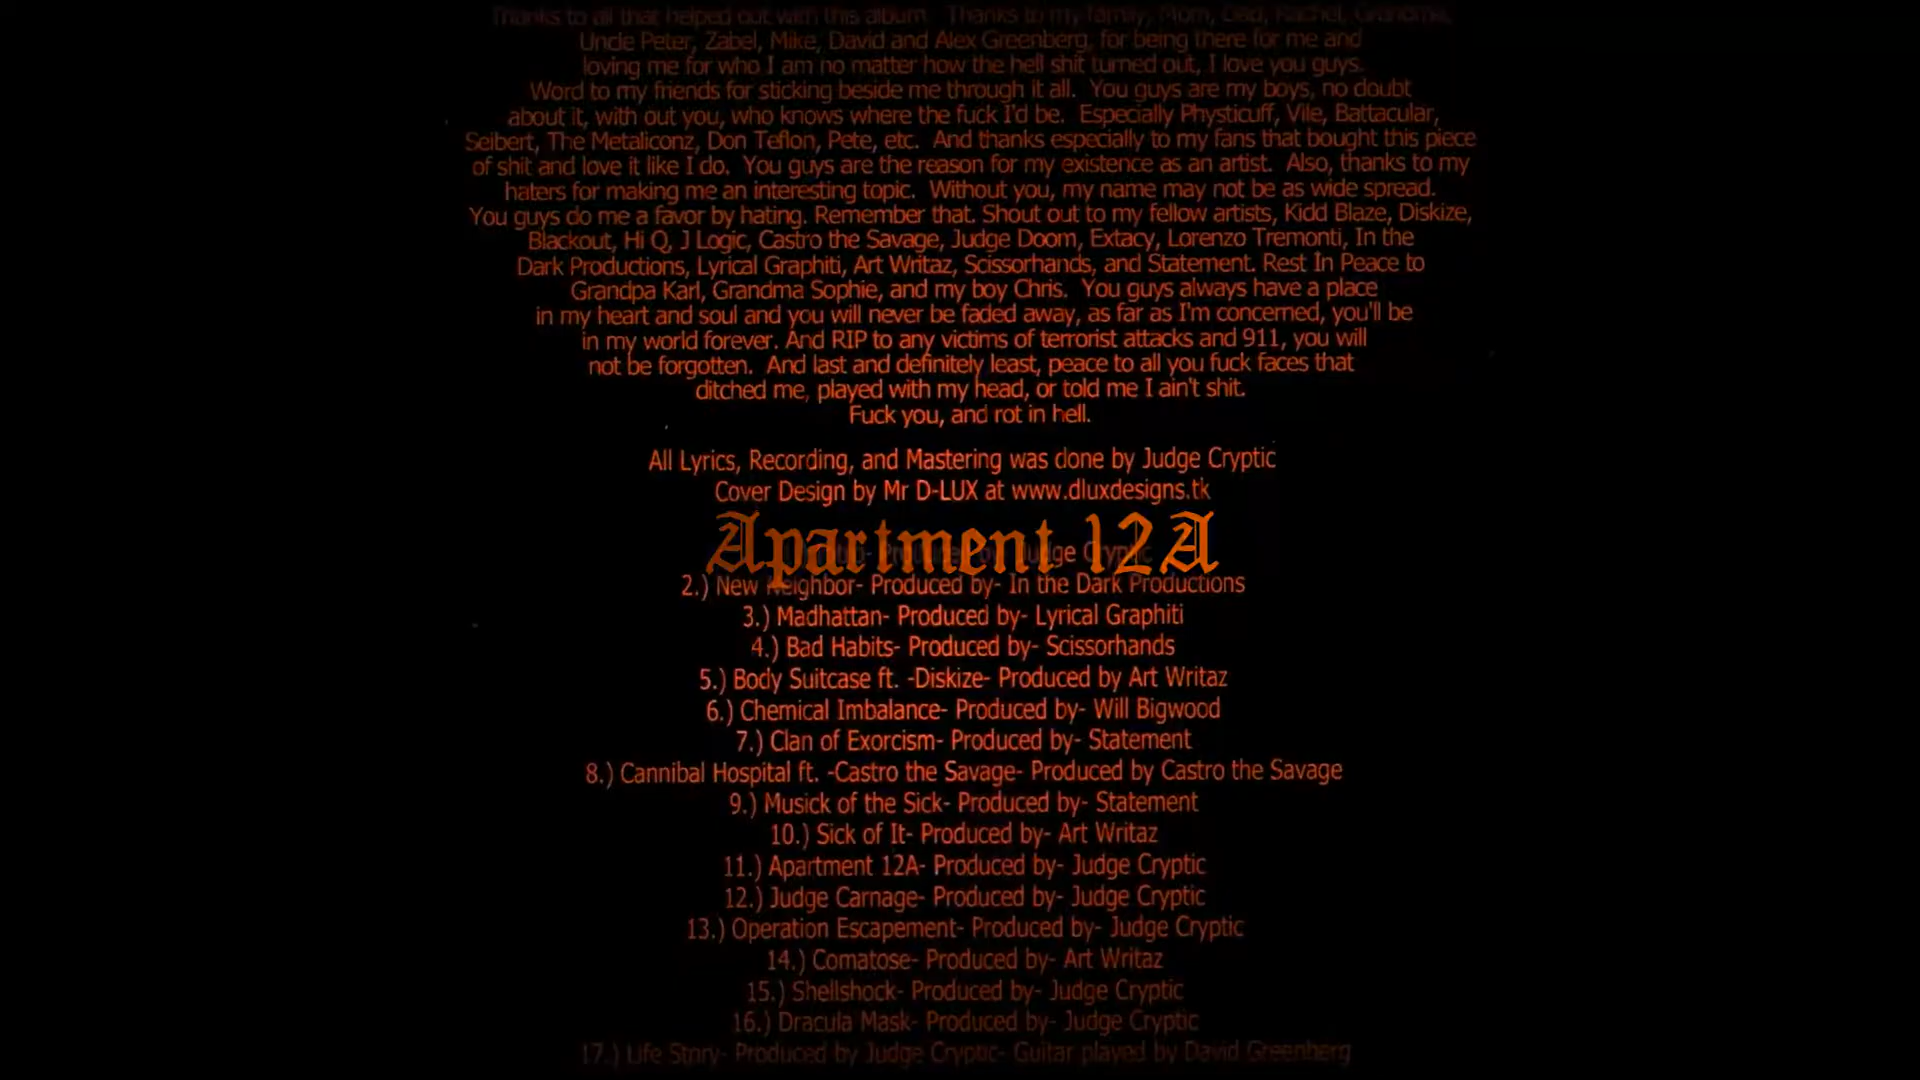 Thanks to all that helped out with this album. Thanks to my family, Mom, Dad, Rachel, Grandma,
Uncle Peter, Zabel, Mike, David and Alex Greenberg, for being there for me and
loving me for who I am no matter how the hell shit turned out, I love you guys.
Word to my friends for sticking beside me through it all. You guys are my boys, no doubt
about it, with out you, who knows where the fuck I'd be. Especially Physticuff, Vile, Battacular,
Seibert, The Metaliconz, Don Teflon, Pete, etc. And thanks especially to my fans that bought this piece
of shit and love it like I do. You guys are the reason for my existence as an artist. Also, thanks to my
haters for making me an interesting topic. Without you, my name may not be as wide spread.
You guys do me a favor by hating. Remember that. Shout out to my fellow artists, Kidd Blaze, Diskize,
Blackout, Hi Q, J Logic, Castro the Savage, Judge Doom, Extacy, Lorenzo Tremonti, In the
Dark Productions, Lyrical Graphiti, Art Writaz, Scissorhands, and Statement. Rest In Peace to
Grandpa Karl, Grandma Sophie, and my boy Chris. You guys always have a place
in my heart and soul and you will never be faded away, as far as I'm concerned, you'll be
in my world forever. And RIP to any victims of terrorist attacks and 911, you will
not be forgotten. And last and definitely least, peace to all you fuck faces that
ditched me, played with my head, or told me I ain't shit.
Fuck you, and rot in hell.
All Lyrics, Recording, and Mastering was done by Judge Cryptic
Cover Design by Mr D-LUX at www.dluxdesigns.tk
Apartment 12A
Produced by Judge Cryptic
2.) New Neighbor- Produced by- In the Dark Productions
3.) Madhattan- Produced by- Lyrical Graphiti
4.) Bad Habits- Produced by- Scissorhands
5.) Body Suitcase ft. -Diskize- Produced by Art Writaz
6.) Chemical Imbalance- Produced by- Will Bigwood
7.) Clan of Exorcism- Produced by- Statement
8.) Cannibal Hospital ft. -Castro the Savage- Produced by Castro the Savage
9.) Musick of the Sick- Produced by- Statement
10.) Sick of It- Produced by- Art Writaz
11.) Apartment 12A- Produced by- Judge Cryptic
12.) Judge Carnage- Produced by- Judge Cryptic
13.) Operation Escapement- Produced by- Judge Cryptic
14.) Comatose- Produced by- Art Writaz
15.) Shellshock- Produced by- Judge Cryptic
16.) Dracula Mask- Produced by- Judge Cryptic
17.) Life Story- Produced by Judge Cryptic- Guitar played by David Greenberg